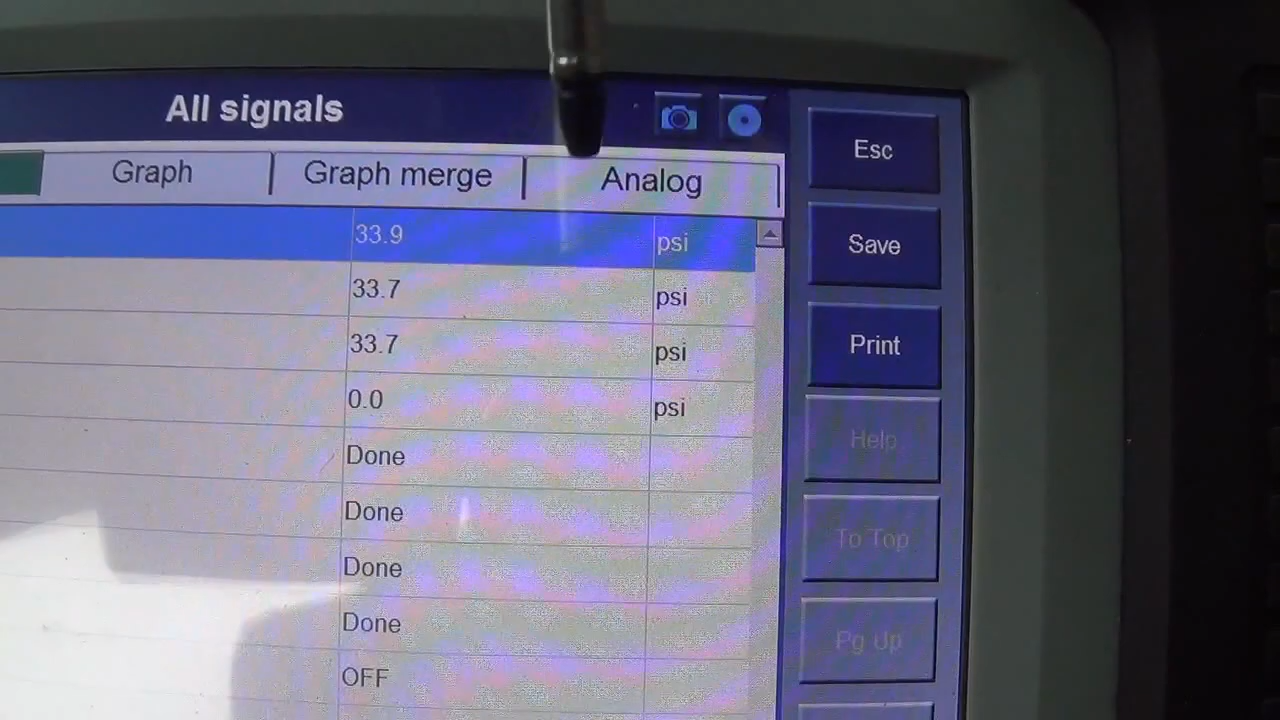 All signals
Graph Graph merge Analog
33.9 psi
33.7 psi
33.7 psi
0.0 psi
Done
Done
Done
Done
OFF
Esc
Save
Print
Help
To Top
Pg Up